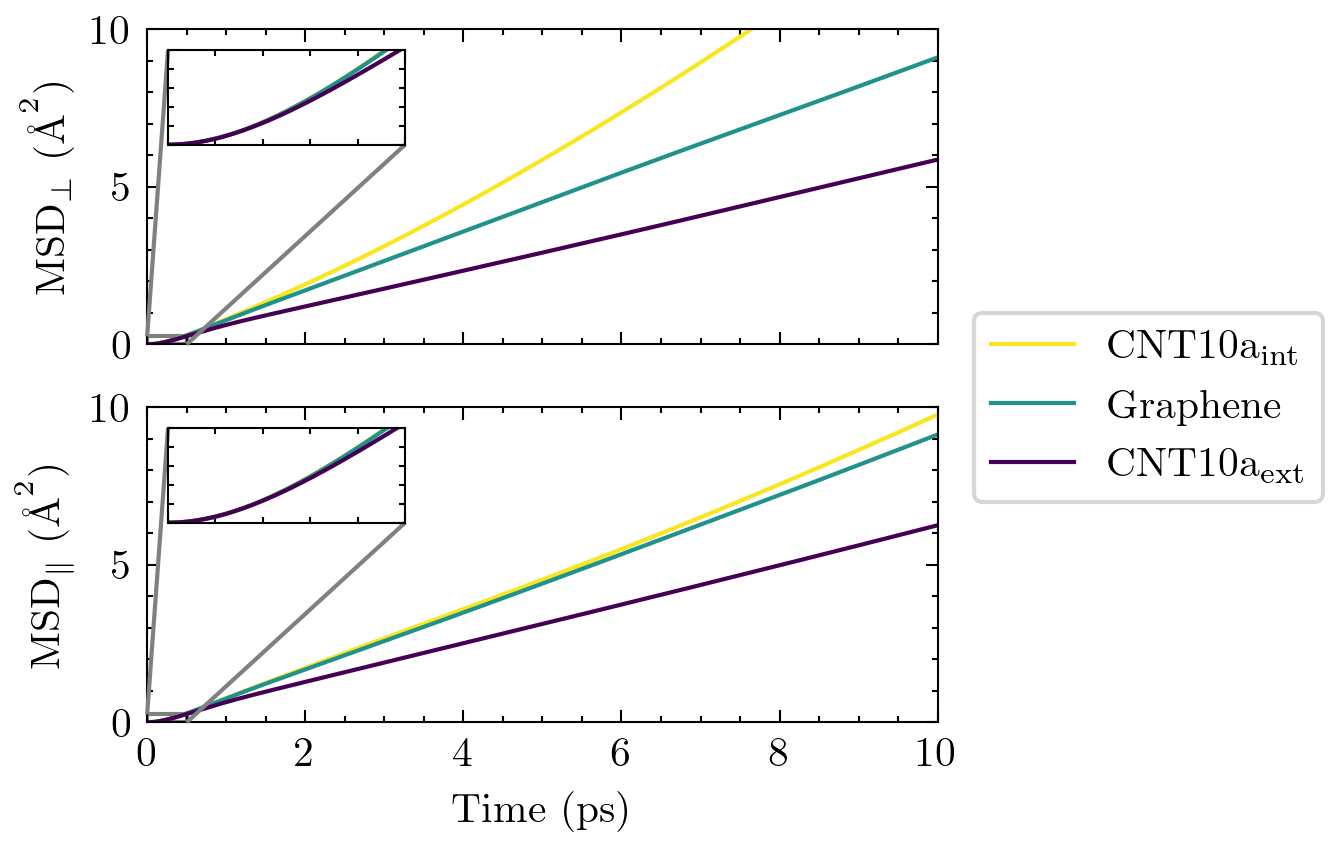 10
5
0
MSD⊥ (Å²)
10
5
0
MSD∥ (Å²)
0 2 4 6 8 10
Time (ps)
CNT10a_int
Graphene
CNT10a_ext